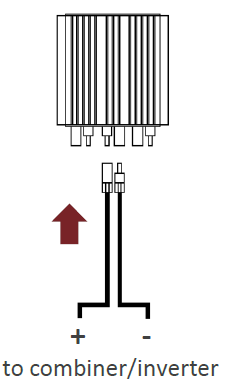 + -
to combiner/inverter